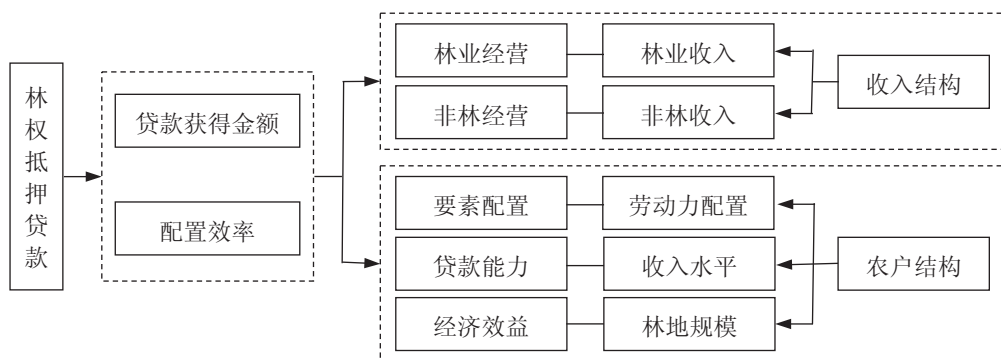 林权抵押贷款
贷款获得金额
配置效率
林业经营
林业收入
非林经营
非林收入
收入结构
要素配置
劳动力配置
贷款能力
收入水平
经济效益
林地规模
农户结构